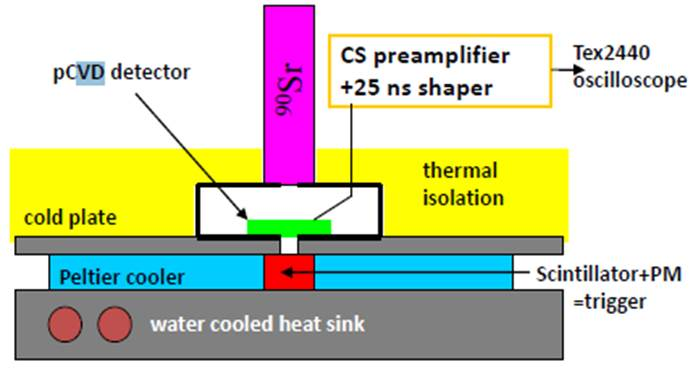 pCVD detector
90Sr
CS preamplifier
+25 ns shaper
Tex2440
oscilloscope
thermal
isolation
cold plate
Peltier cooler
Scintillator+PM
=trigger
water cooled heat sink